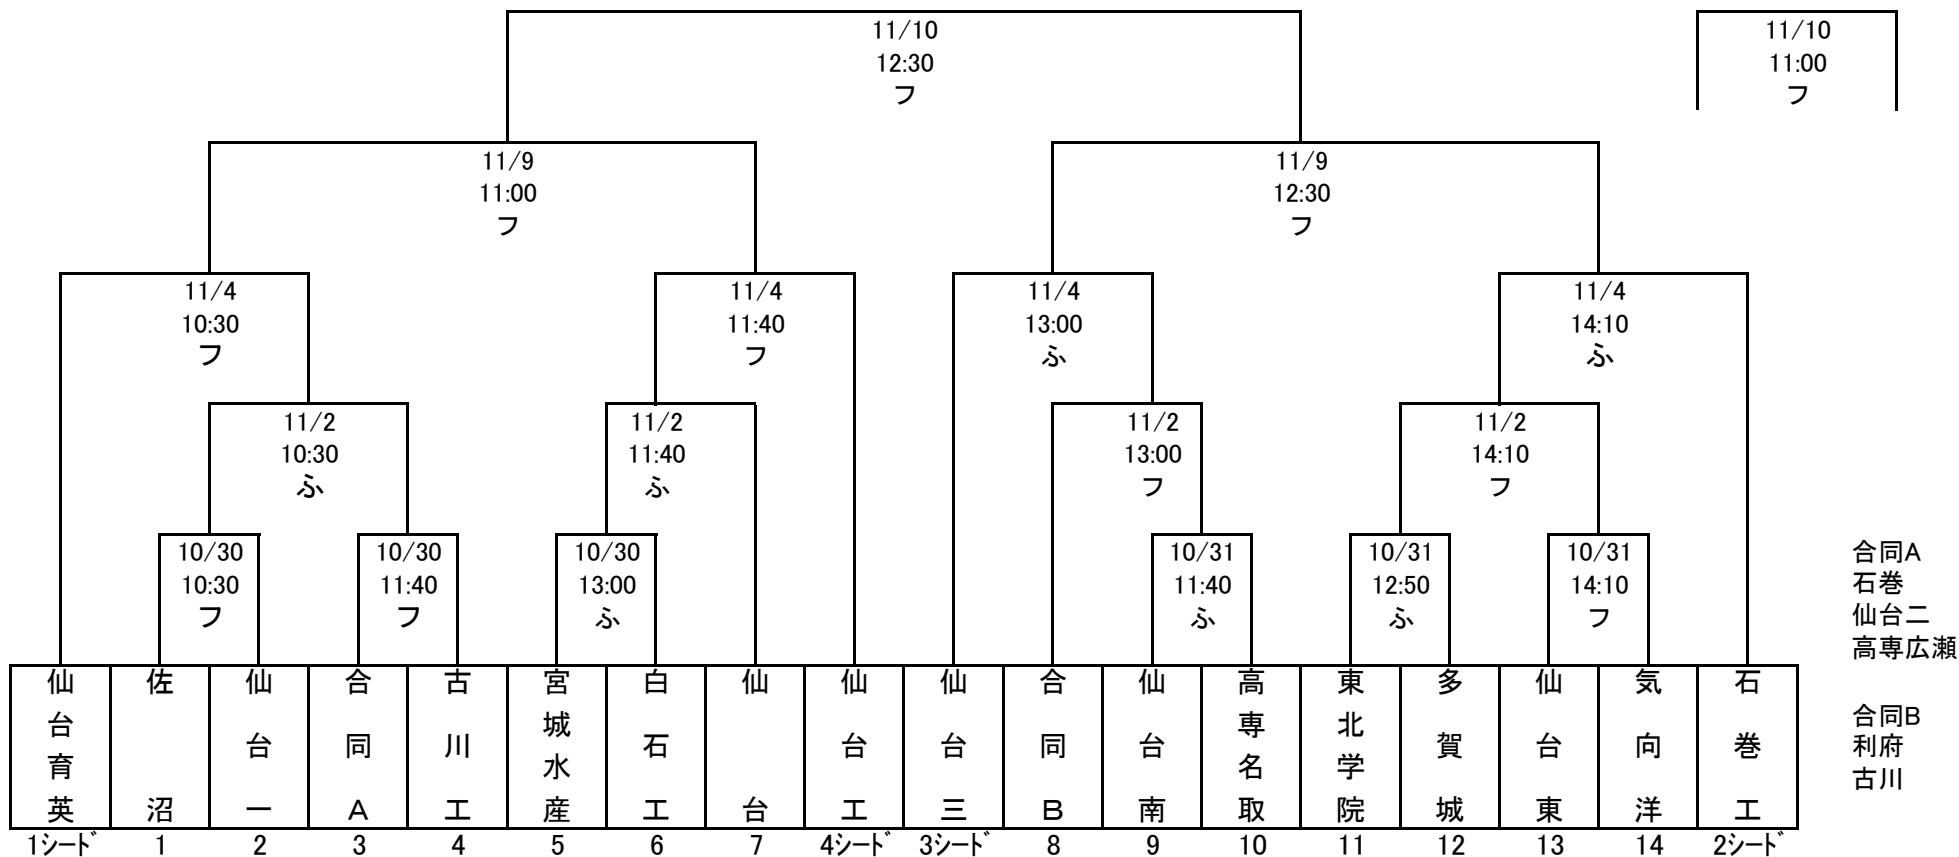 11/10
12:30
フ
11/10
11:00
フ
11/9
11:00
フ
11/9
12:30
フ
11/4
10:30
フ
11/4
11:40
フ
11/4
13:00
ふ
11/4
14:10
ふ
11/2
10:30
ふ
11/2
11:40
ふ
11/2
13:00
フ
11/2
14:10
フ
10/30
10:30
フ
10/30
11:40
フ
10/30
13:00
ふ
10/31
11:40
ふ
10/31
12:50
ふ
10/31
14:10
フ
合同A
石巻
仙台二
高専広瀬
合同B
利府
古川
仙台育英
佐沼
仙台一
合同A
古川工
宮城水産
白石工
仙台
仙台工
仙台三
合同B
仙台南
高専名取
東北学院
多賀城
仙台東
気向洋
石巻工
1シード 1 2 3 4 5 6 7 4シード 3シード 8 9 10 11 12 13 14 2シード